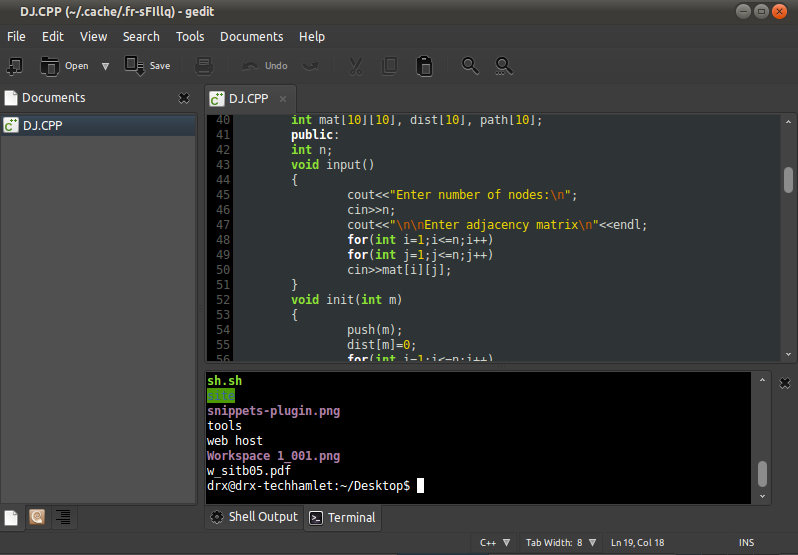 DJ.CPP (~/.cache/.fr-sFIllq) - gedit
File Edit View Search Tools Documents Help
Open Save Undo
Documents
DJ.CPP
DJ.CPP
40 int mat[10][10], dist[10], path[10];
41 public:
42 int n;
43 void input()
44 {
45 cout<<"Enter number of nodes:\n";
46 cin>>n;
47 cout<<"\n\nEnter adjacency matrix\n"<<endl;
48 for(int i=1;i<=n;i++)
49 for(int j=1;j<=n;j++)
50 cin>>mat[i][j];
51 }
52 void init(int m)
53 {
54 push(m);
55 dist[m]=0;
56 for(int i=1;i<=n;i++)
sh.sh
site
snippets-plugin.png
tools
web host
Workspace 1_001.png
w_sitb05.pdf
drx@drx-techhamlet:~/Desktop$
Shell Output Terminal
C++ Tab Width: 8 Ln 19, Col 18 INS